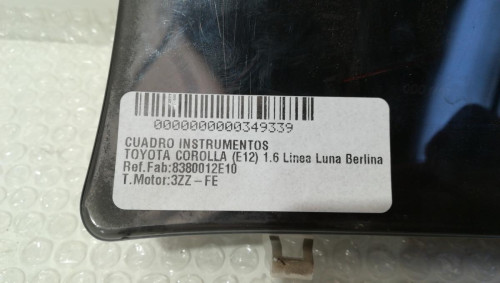 0000000000349339
CUADRO INSTRUMENTOS
TOYOTA COROLLA (E12) 1.6 Linea Luna Berlina
Ref.Fab:8380012E10
T.Motor:3ZZ-FE